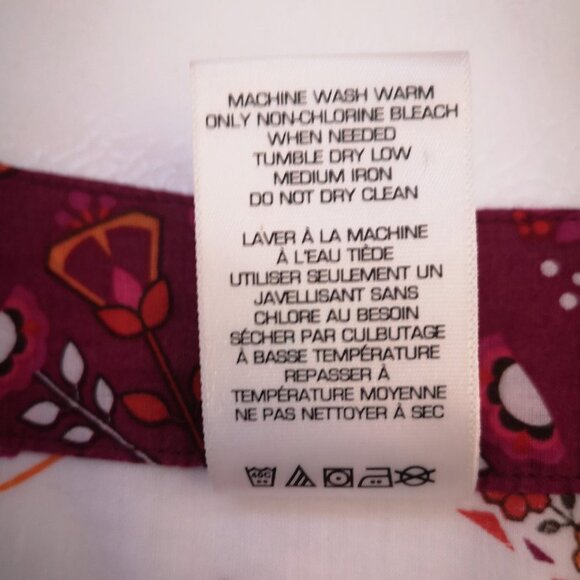 MACHINE WASH WARM
ONLY NON-CHLORINE BLEACH
WHEN NEEDED
TUMBLE DRY LOW
MEDIUM IRON
DO NOT DRY CLEAN
LAVER À LA MACHINE
À L'EAU TIÈDE
UTILISER SEULEMENT UN
JAVELLISANT SANS
CHLORE AU BESOIN
SÉCHER PAR CULBUTAGE
À BASSE TEMPÉRATURE
REPASSER À
TEMPÉRATURE MOYENNE
NE PAS NETTOYER À SEC
40C